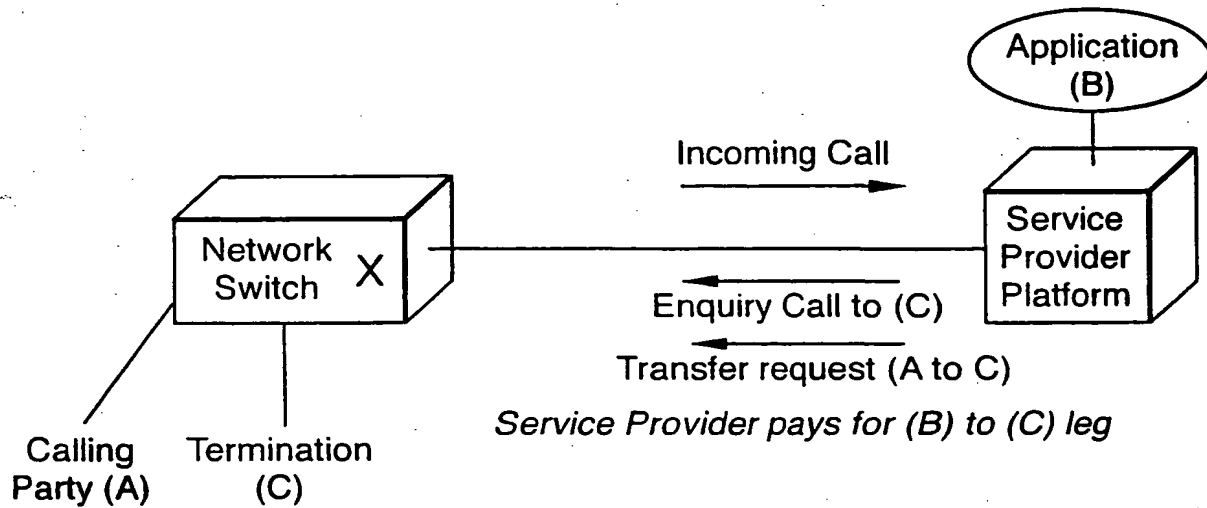 Application
(B)
Incoming Call
Network
Switch X
Service
Provider
Platform
Enquiry Call to (C)
Transfer request (A to C)
Service Provider pays for (B) to (C) leg
Calling
Party (A)
Termination
(C)